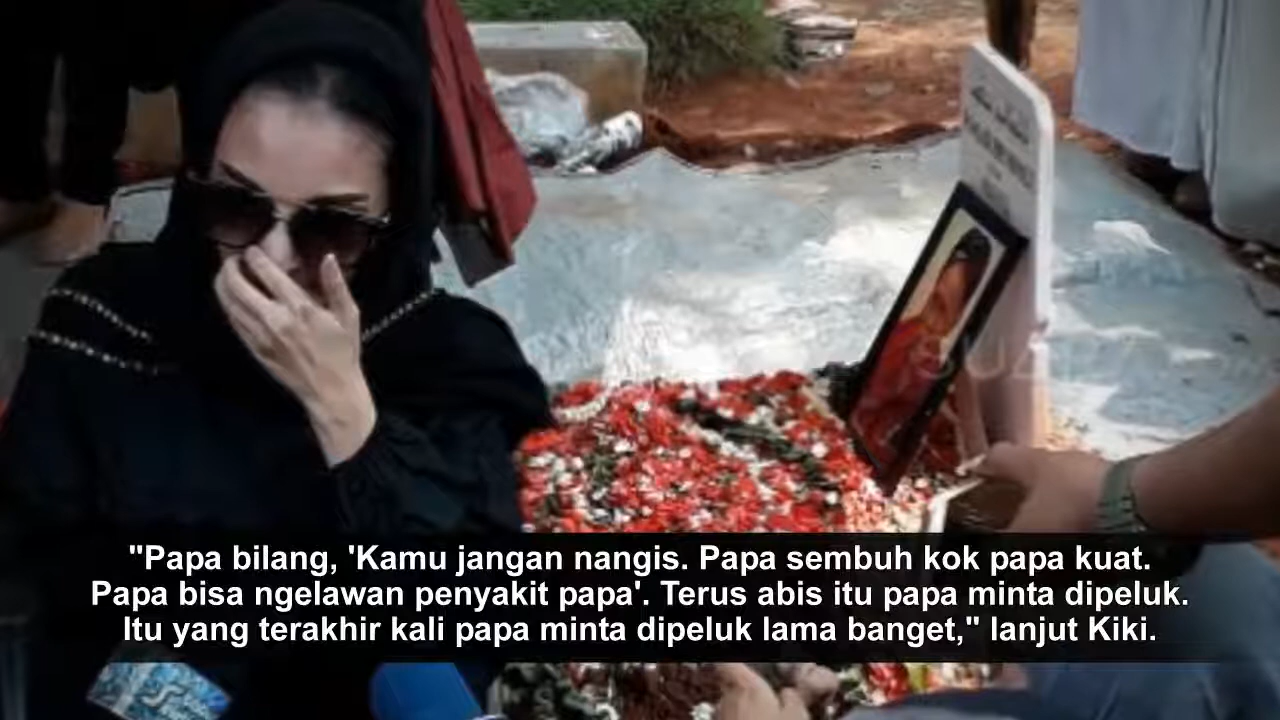 "Papa bilang, 'Kamu jangan nangis. Papa sembuh kok papa kuat.
Papa bisa ngelawan penyakit papa'. Terus abis itu papa minta dipeluk.
Itu yang terakhir kali papa minta dipeluk lama banget," lanjut Kiki.